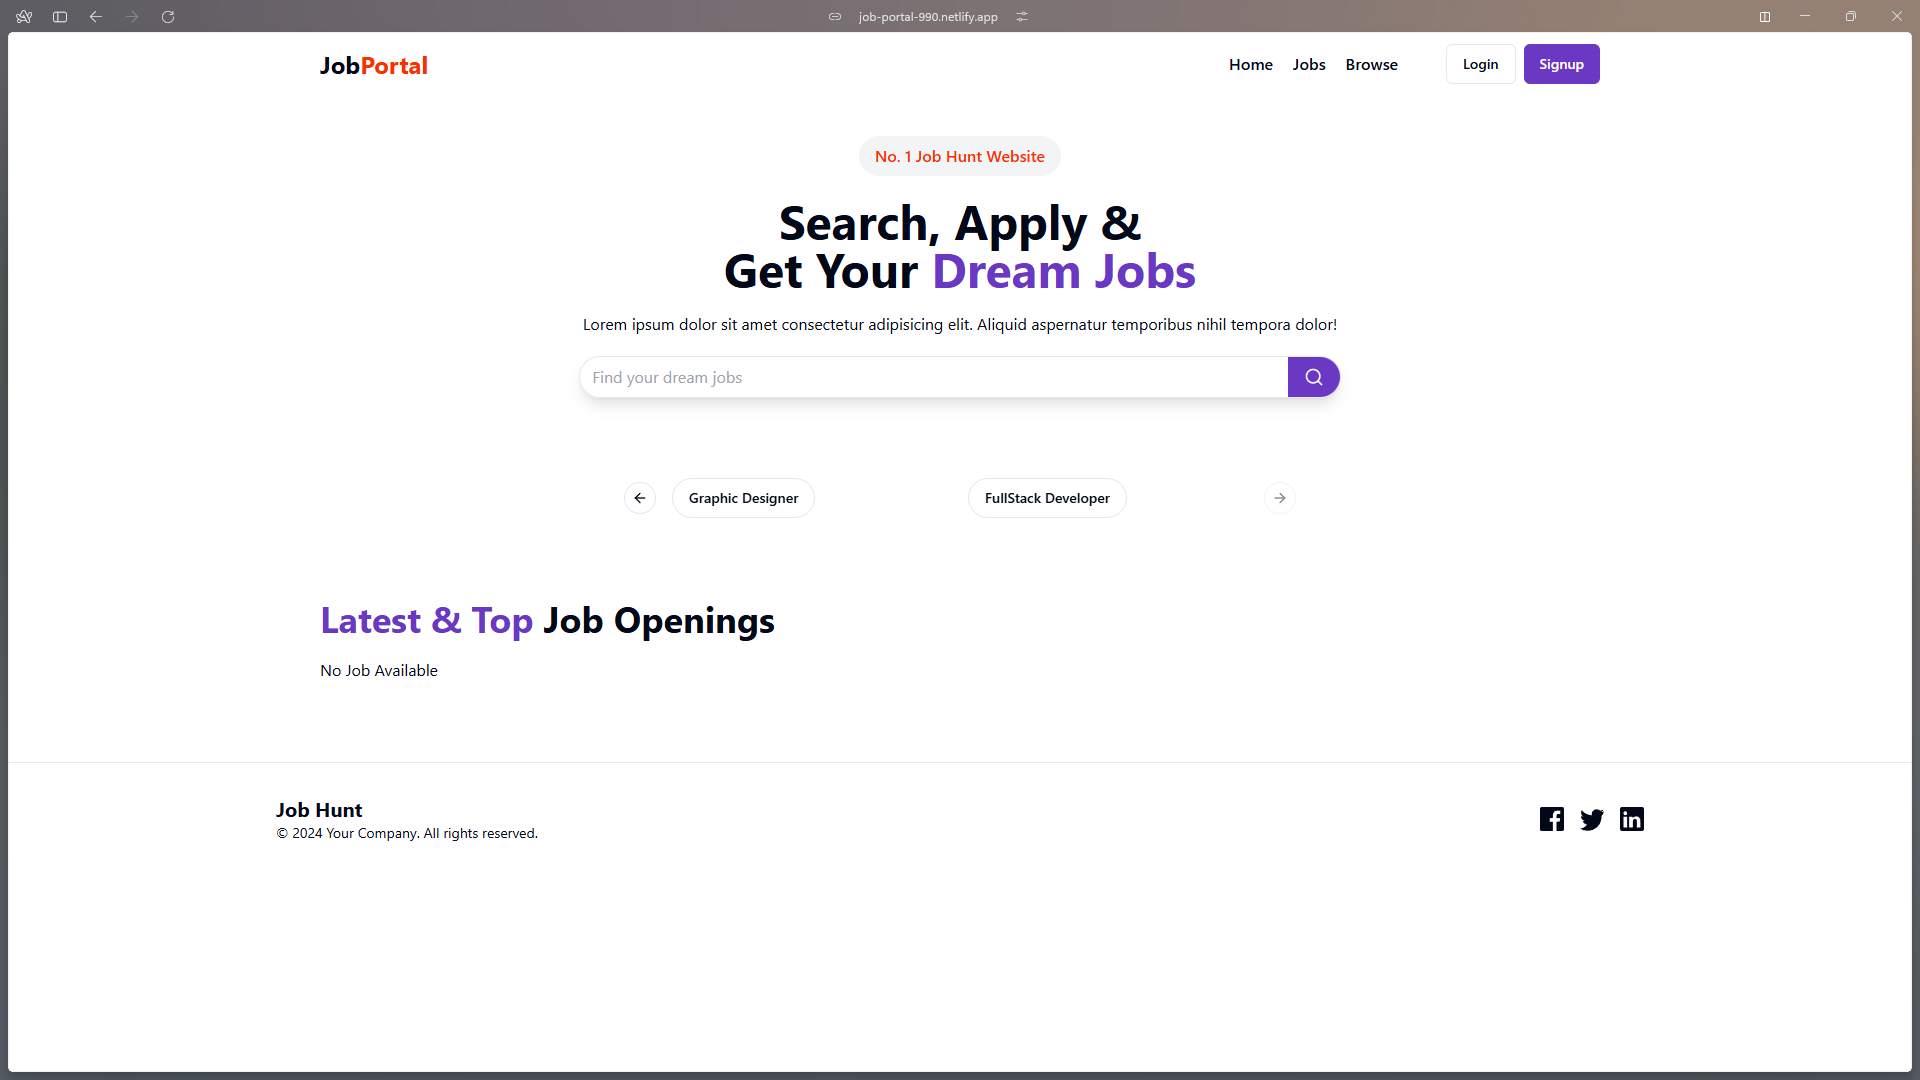 job-portal-990.netlify.app
JobPortal
Home Jobs Browse Login Signup
No. 1 Job Hunt Website
Search, Apply &
Get Your Dream Jobs
Lorem ipsum dolor sit amet consectetur adipisicing elit. Aliquid aspernatur temporibus nihil tempora dolor!
Find your dream jobs
Graphic Designer FullStack Developer
Latest & Top Job Openings
No Job Available
Job Hunt
© 2024 Your Company. All rights reserved.